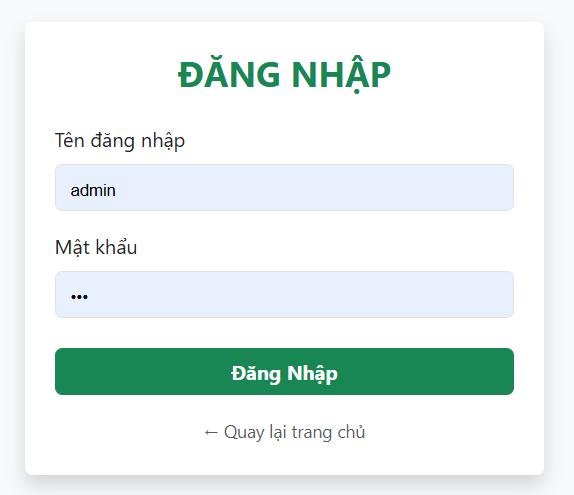 ĐĂNG NHẬP
Tên đăng nhập
admin
Mật khẩu
•••
Đăng Nhập
← Quay lại trang chủ